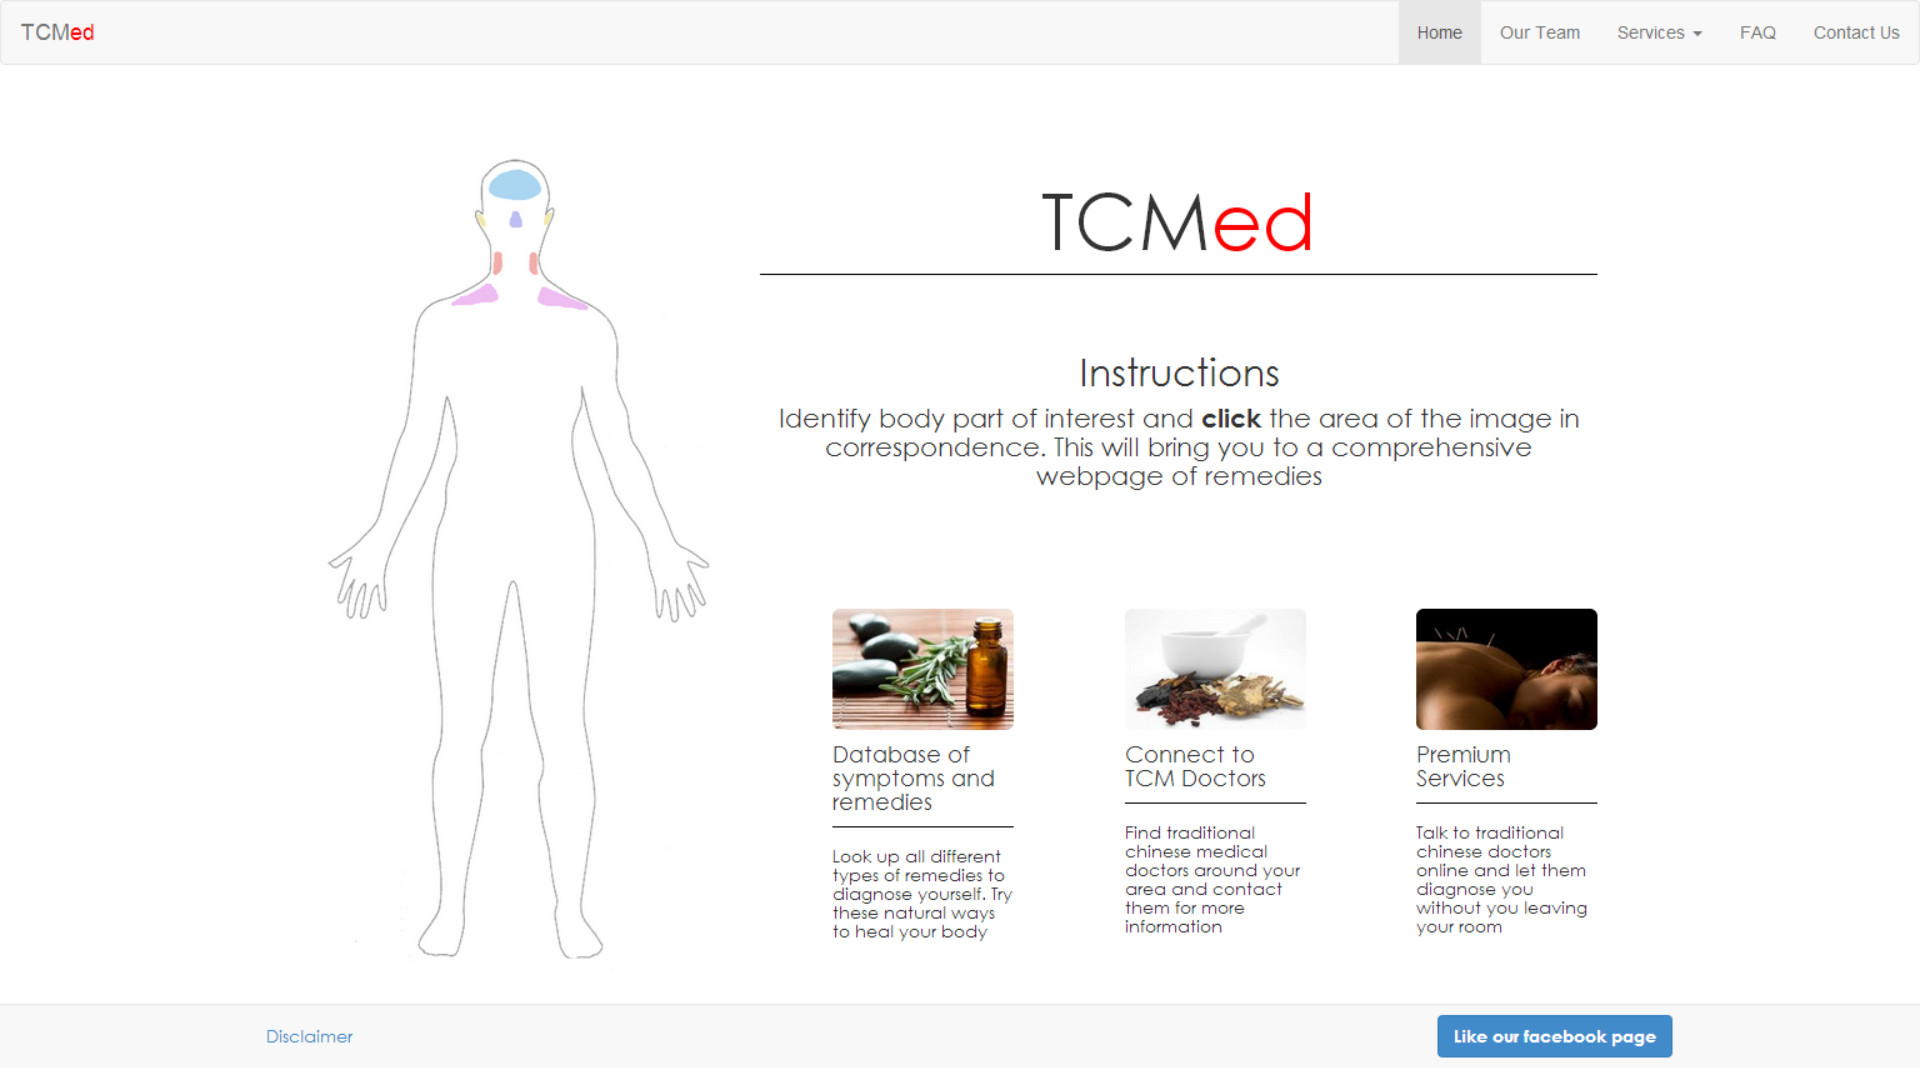 TCMed
Home
Our Team
Services
FAQ
Contact Us
TCMed
Instructions
Identify body part of interest and click the area of the image in
correspondence. This will bring you to a comprehensive
webpage of remedies
Database of
symptoms and
remedies
Look up all different
types of remedies to
diagnose yourself. Try
these natural ways
to heal your body
Connect to
TCM Doctors
Find traditional
chinese medical
doctors around your
area and contact
them for more
information
Premium
Services
Talk to traditional
chinese doctors
online and let them
diagnose you
without you leaving
your room
Disclaimer
Like our facebook page